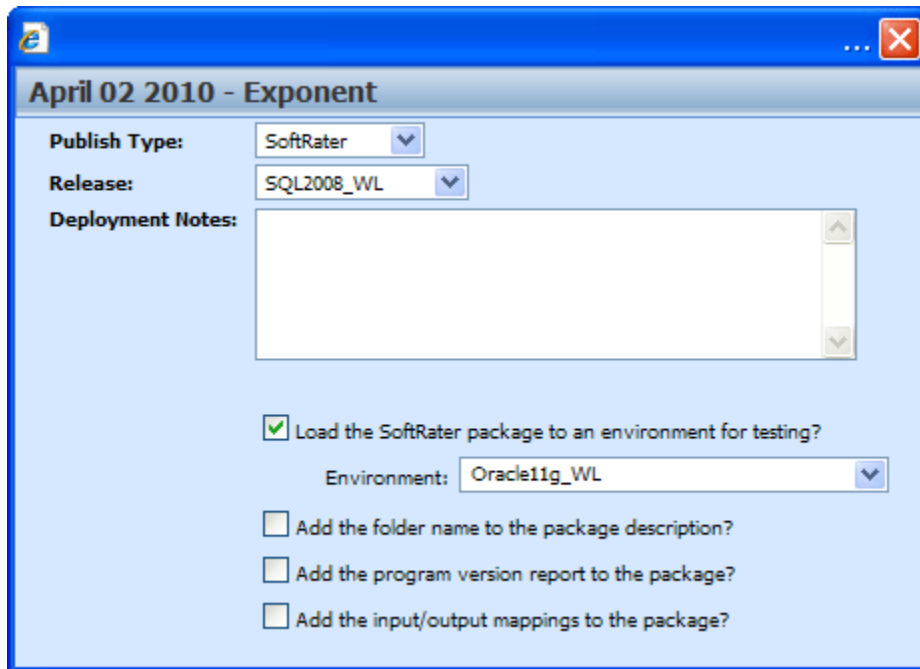 ...
April 02 2010 - Exponent
Publish Type: SoftRater
Release: SQL2008_WL
Deployment Notes:
Load the SoftRater package to an environment for testing?
Environment: Oracle11g_WL
Add the folder name to the package description?
Add the program version report to the package?
Add the input/output mappings to the package?